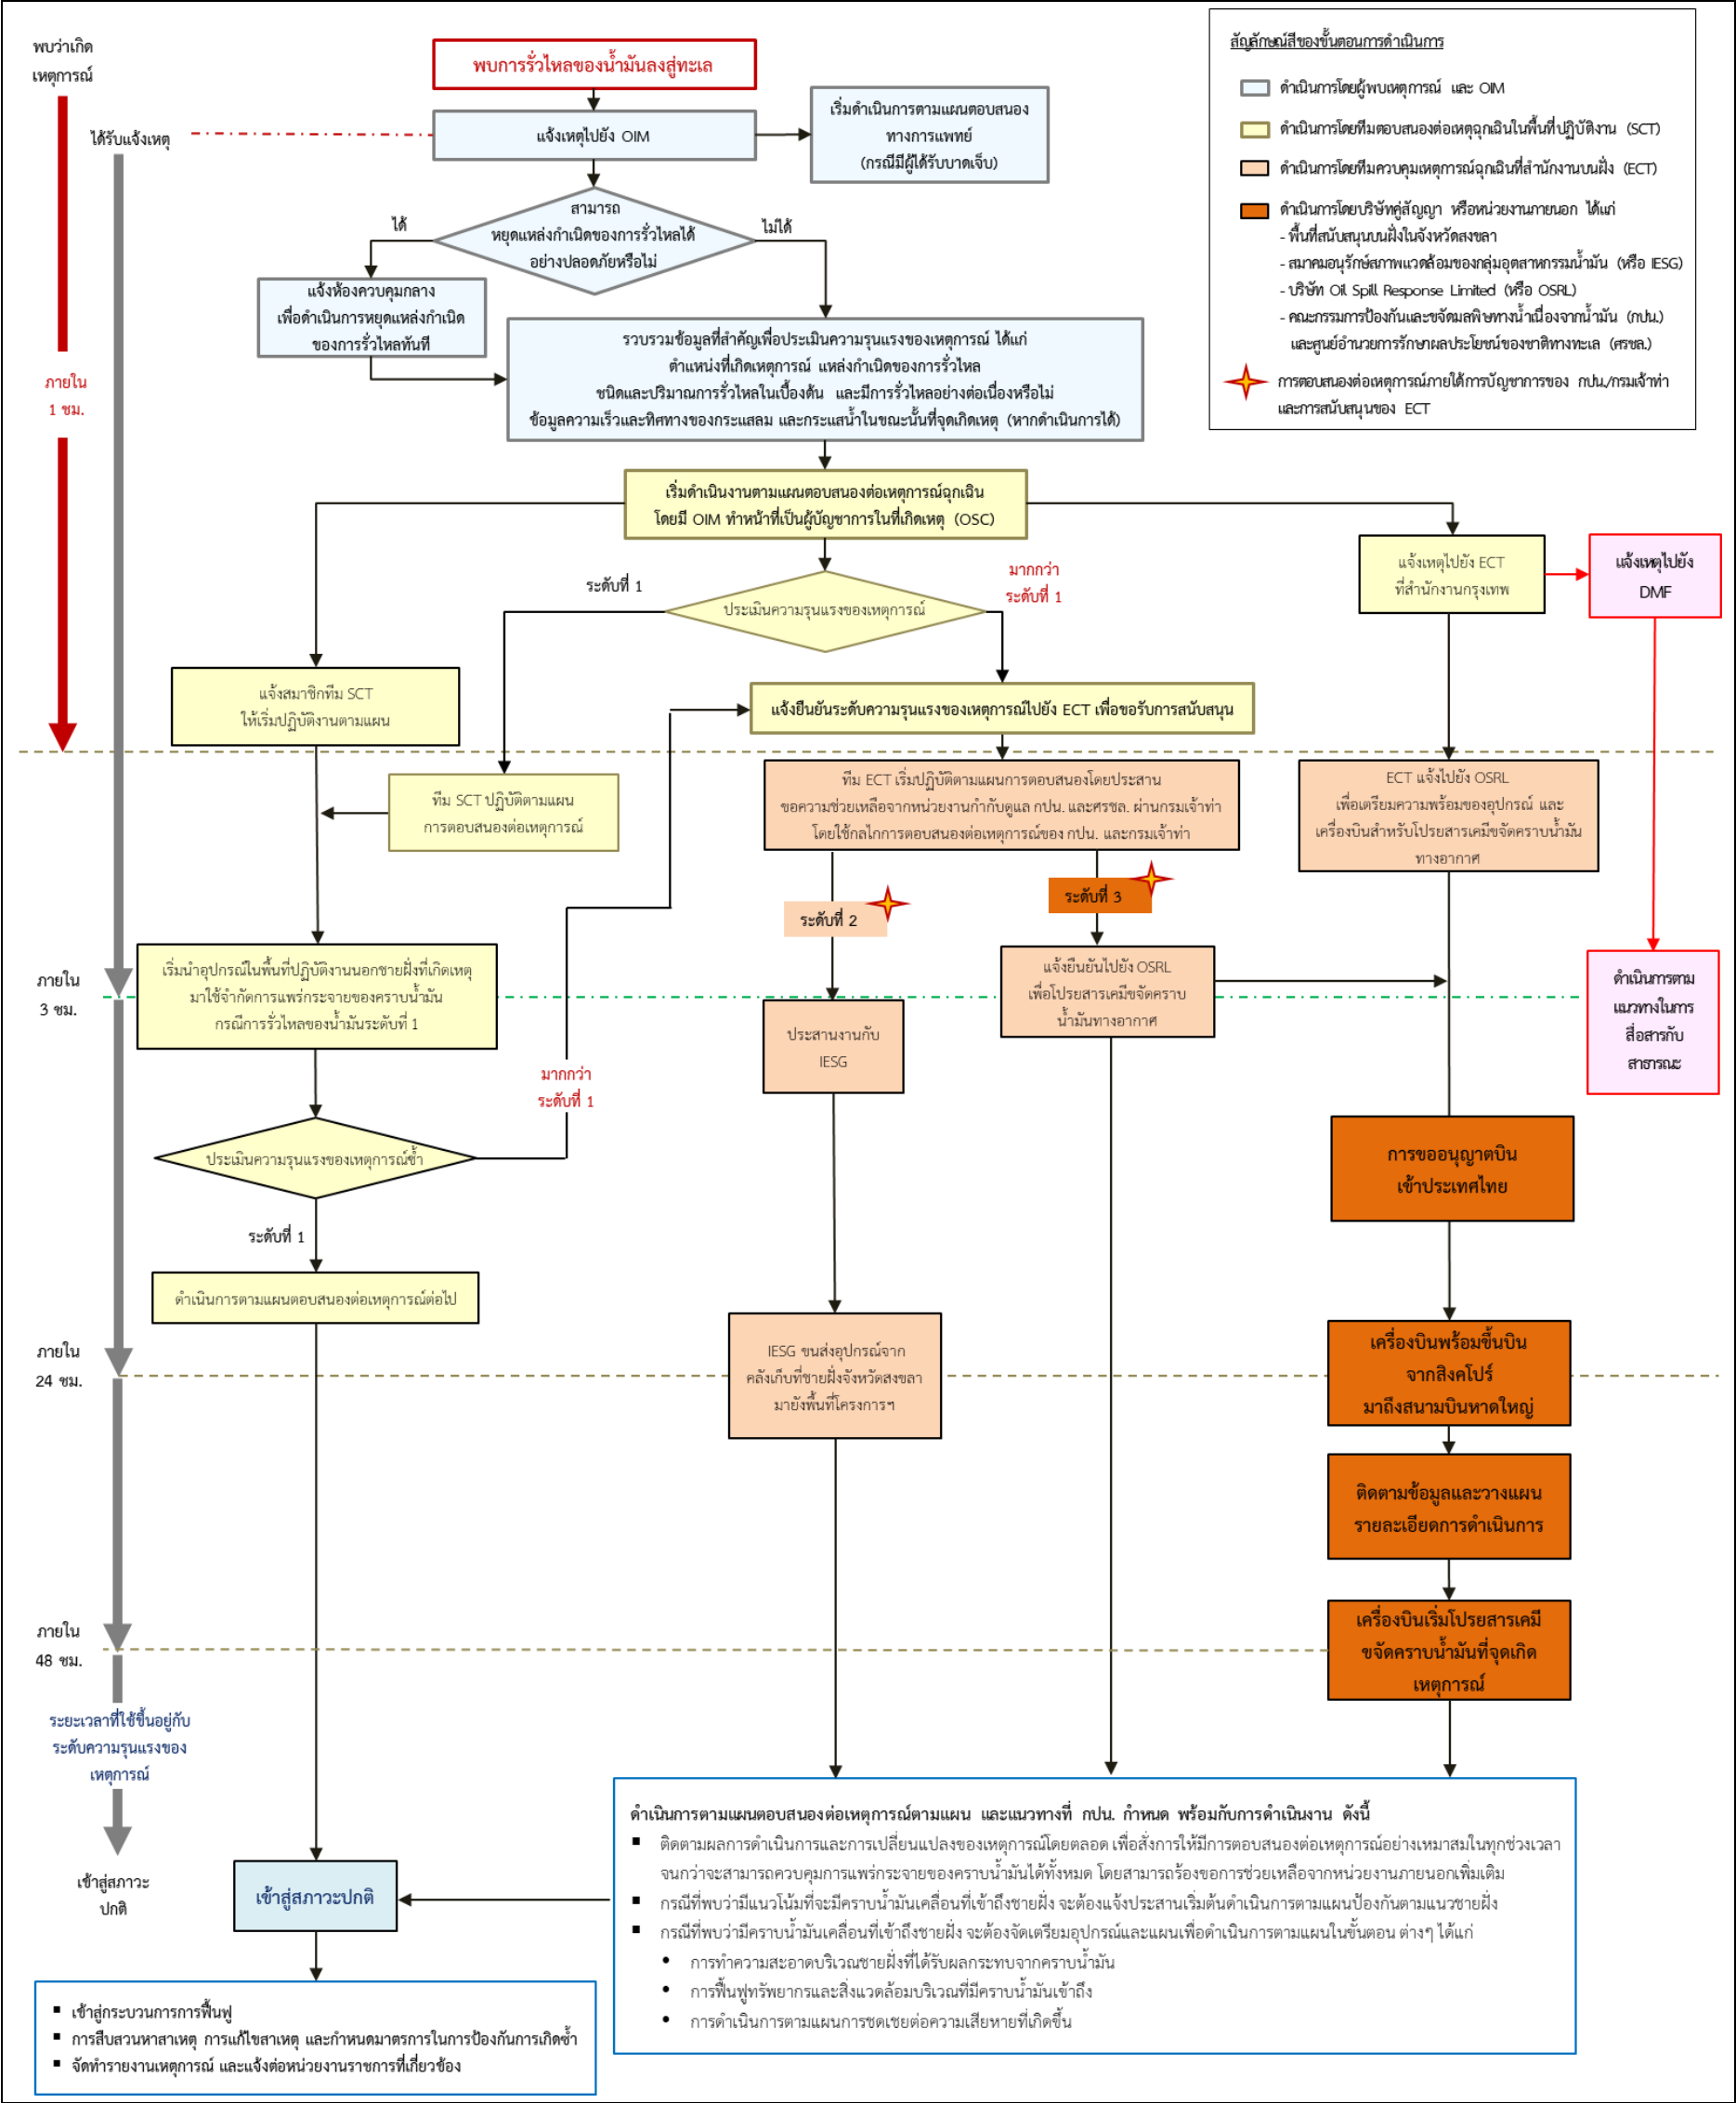 พบว่าเกิด
เหตุการณ์
พบการรั่วไหลของน้ำมันลงสู่ทะเล
ได้รับแจ้งเหตุ
แจ้งเหตุไปยัง OIM
เริ่มดำเนินการตามแผนตอบสนอง
ทางการแพทย์
(กรณีมีผู้ได้รับบาดเจ็บ)
สัญลักษณ์สีของขั้นตอนการดำเนินการ
ดำเนินการโดยผู้พบเหตุการณ์ และ OIM
ดำเนินการโดยทีมตอบสนองต่อเหตุฉุกเฉินในพื้นที่ปฏิบัติงาน (SCT)
ดำเนินการโดยทีมควบคุมเหตุการณ์ฉุกเฉินที่สำนักงานบนฝั่ง (ECT)
ดำเนินการโดยบริษัทคู่สัญญา หรือหน่วยงานภายนอก ได้แก่
- พื้นที่สนับสนุนบนฝั่งในจังหวัดสงขลา
- สมาคมอนุรักษ์สภาพแวดล้อมของกลุ่มอุตสาหกรรมน้ำมัน (หรือ IESG)
- บริษัท Oil Spill Response Limited (หรือ OSRL)
- คณะกรรมการป้องกันและขจัดมลพิษทางน้ำเนื่องจากน้ำมัน (กปน.)
และศูนย์อำนวยการรักษาผลประโยชน์ของชาติทางทะเล (ศรชล.)
การตอบสนองต่อเหตุการณ์ภายใต้การบัญชาการของ กปน./กรมเจ้าท่า
และการสนับสนุนของ ECT
สามารถ
หยุดแหล่งกำเนิดของการรั่วไหลได้
อย่างปลอดภัยหรือไม่
ได้
ไม่ได้
แจ้งห้องควบคุมกลาง
เพื่อดำเนินการหยุดแหล่งกำเนิด
ของการรั่วไหลทันที
รวบรวมข้อมูลที่สำคัญเพื่อประเมินความรุนแรงของเหตุการณ์ ได้แก่
ตำแหน่งที่เกิดเหตุการณ์ แหล่งกำเนิดของการรั่วไหล
ชนิดและปริมาณการรั่วไหลในเบื้องต้น และมีการรั่วไหลอย่างต่อเนื่องหรือไม่
ข้อมูลความเร็วและทิศทางของกระแสลม และกระแสน้ำในขณะนั้นที่จุดเกิดเหตุ (หากดำเนินการได้)
ภายใน
1 ชม.
เริ่มดำเนินงานตามแผนตอบสนองต่อเหตุการณ์ฉุกเฉิน
โดยมี OIM ทำหน้าที่เป็นผู้บัญชาการในที่เกิดเหตุ (OSC)
แจ้งเหตุไปยัง ECT
ที่สำนักงานกรุงเทพ
แจ้งเหตุไปยัง
DMF
ระดับที่ 1
ประเมินความรุนแรงของเหตุการณ์
มากกว่า
ระดับที่ 1
แจ้งสมาชิกทีม SCT
ให้เริ่มปฏิบัติงานตามแผน
แจ้งยืนยันระดับความรุนแรงของเหตุการณ์ไปยัง ECT เพื่อขอรับการสนับสนุน
ทีม SCT ปฏิบัติตามแผน
การตอบสนองต่อเหตุการณ์
ทีม ECT เริ่มปฏิบัติตามแผนการตอบสนองโดยประสาน
ขอความช่วยเหลือจากหน่วยงานกำกับดูแล กปน. และศรชล. ผ่านกรมเจ้าท่า
โดยใช้กลไกการตอบสนองต่อเหตุการณ์ของ กปน. และกรมเจ้าท่า
ECT แจ้งไปยัง OSRL
เพื่อเตรียมความพร้อมของอุปกรณ์ และ
เครื่องบินสำหรับโปรยสารเคมีขจัดคราบน้ำมัน
ทางอากาศ
ระดับที่ 2
ระดับที่ 3
ภายใน
3 ชม.
เริ่มนำอุปกรณ์ในพื้นที่ปฏิบัติงานนอกชายฝั่งที่เกิดเหตุ
มาใช้จำกัดการแพร่กระจายของคราบน้ำมัน
กรณีการรั่วไหลของน้ำมันระดับที่ 1
แจ้งยืนยันไปยัง OSRL
เพื่อโปรยสารเคมีขจัดคราบ
น้ำมันทางอากาศ
ประสานงานกับ
IESG
ดำเนินการตาม
แนวทางในการ
สื่อสารกับ
สาธารณะ
มากกว่า
ระดับที่ 1
ประเมินความรุนแรงของเหตุการณ์ซ้ำ
การขออนุญาตบิน
เข้าประเทศไทย
ระดับที่ 1
ดำเนินการตามแผนตอบสนองต่อเหตุการณ์ต่อไป
ภายใน
24 ชม.
IESG ขนส่งอุปกรณ์จาก
คลังเก็บที่ชายฝั่งจังหวัดสงขลา
มายังพื้นที่โครงการฯ
เครื่องบินพร้อมขึ้นบิน
จากสิงคโปร์
มาถึงสนามบินหาดใหญ่
ติดตามข้อมูลและวางแผน
รายละเอียดการดำเนินการ
ภายใน
48 ชม.
เครื่องบินเริ่มโปรยสารเคมี
ขจัดคราบน้ำมันที่จุดเกิด
เหตุการณ์
ระยะเวลาที่ใช้ขึ้นอยู่กับ
ระดับความรุนแรงของ
เหตุการณ์
เข้าสู่สภาวะ
ปกติ
เข้าสู่สภาวะปกติ
ดำเนินการตามแผนตอบสนองต่อเหตุการณ์ตามแผน และแนวทางที่ กปน. กำหนด พร้อมกับการดำเนินงาน ดังนี้
▪ ติดตามผลการดำเนินการและการเปลี่ยนแปลงของเหตุการณ์โดยตลอด เพื่อสั่งการให้มีการตอบสนองต่อเหตุการณ์อย่างเหมาสมในทุกช่วงเวลา
จนกว่าจะสามารถควบคุมการแพร่กระจายของคราบน้ำมันได้ทั้งหมด โดยสามารถร้องขอการช่วยเหลือจากหน่วยงานภายนอกเพิ่มเติม
▪ กรณีที่พบว่ามีแนวโน้มที่จะมีคราบน้ำมันเคลื่อนที่เข้าถึงชายฝั่ง จะต้องแจ้งประสานเริ่มต้นดำเนินการตามแผนป้องกันตามแนวชายฝั่ง
▪ กรณีที่พบว่ามีคราบน้ำมันเคลื่อนที่เข้าถึงชายฝั่ง จะต้องจัดเตรียมอุปกรณ์และแผนเพื่อดำเนินการตามแผนในขั้นตอน ต่างๆ ได้แก่
• การทำความสะอาดบริเวณชายฝั่งที่ได้รับผลกระทบจากคราบน้ำมัน
• การฟื้นฟูทรัพยากรและสิ่งแวดล้อมบริเวณที่มีคราบน้ำมันเข้าถึง
• การดำเนินการตามแผนการชดเชยต่อความเสียหายที่เกิดขึ้น
▪ เข้าสู่กระบวนการการฟื้นฟู
▪ การสืบสวนหาสาเหตุ การแก้ไขสาเหตุ และกำหนดมาตรการในการป้องกันการเกิดซ้ำ
▪ จัดทำรายงานเหตุการณ์ และแจ้งต่อหน่วยงานราชการที่เกี่ยวข้อง